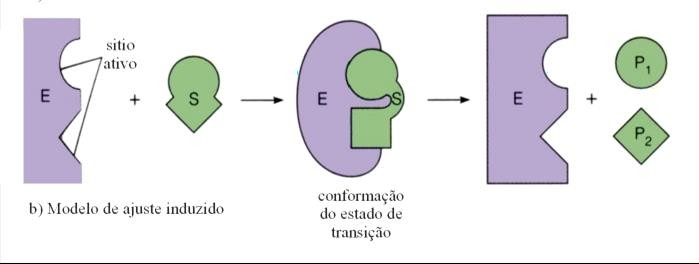 sitio
ativo
E
+
S
E
S
E
+
P1
P2
b) Modelo de ajuste induzido
conformação
do estado de
transição